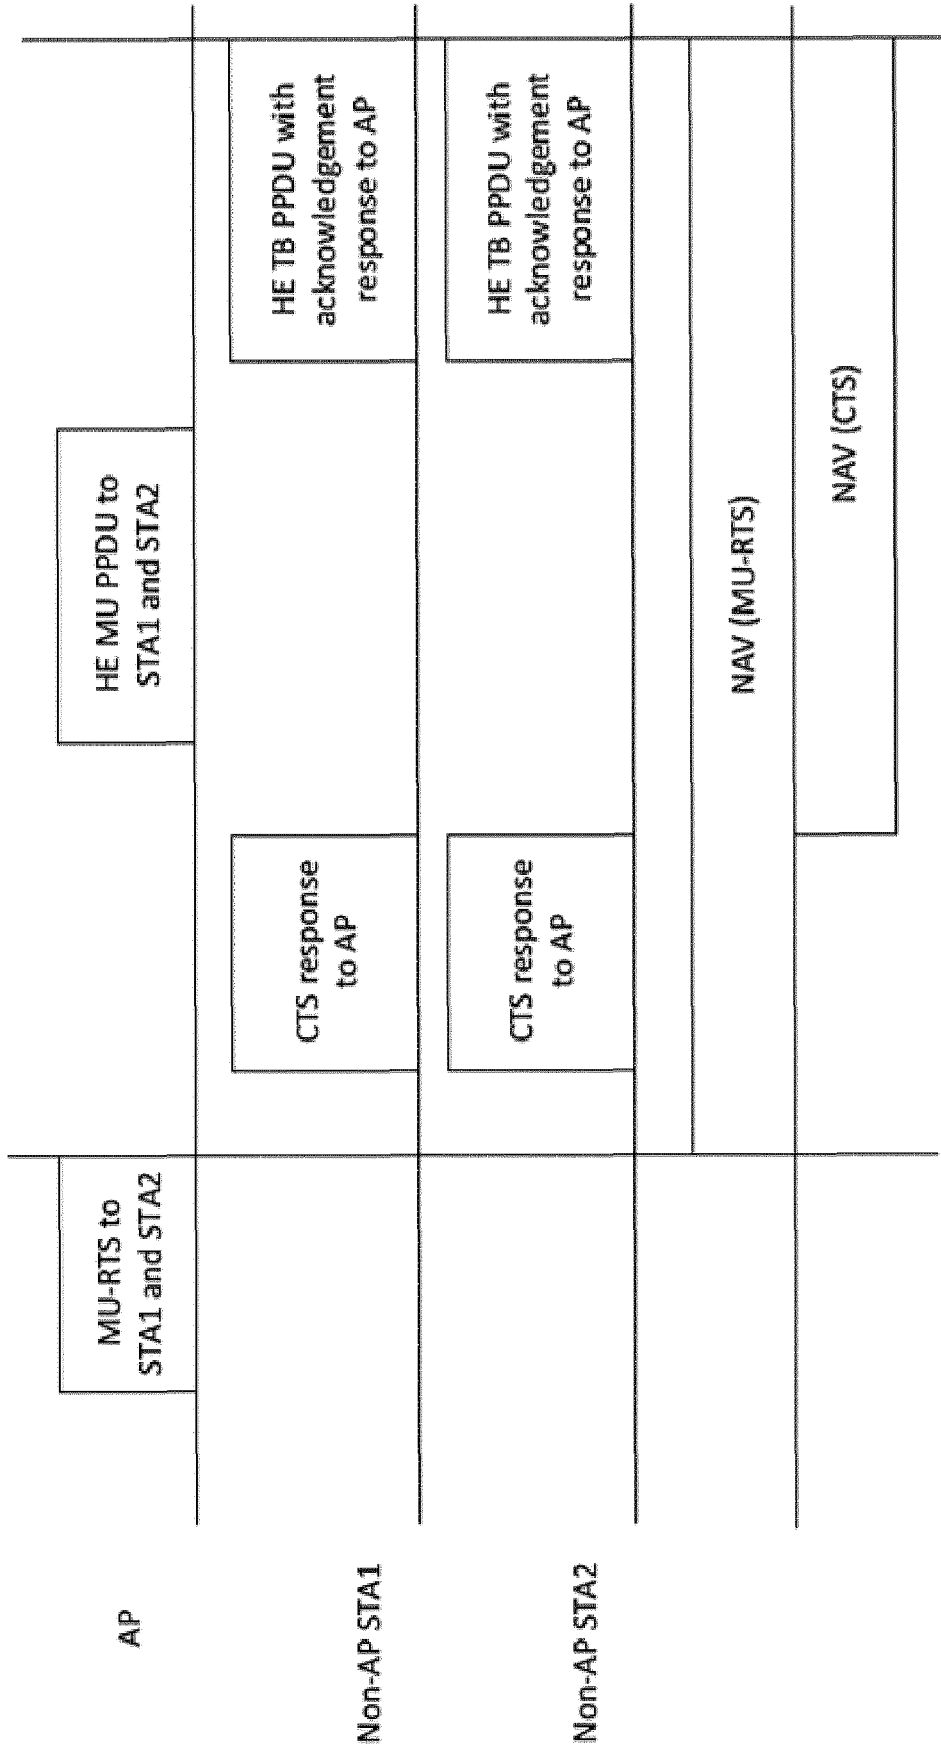 AP
MU-RTS to
STA1 and STA2
HE MU PPDU to
STA1 and STA2
Non-AP STA1
CTS response
to AP
HE TB PPDU with
acknowledgement
response to AP
Non-AP STA2
CTS response
to AP
HE TB PPDU with
acknowledgement
response to AP
NAV (MU-RTS)
NAV (CTS)